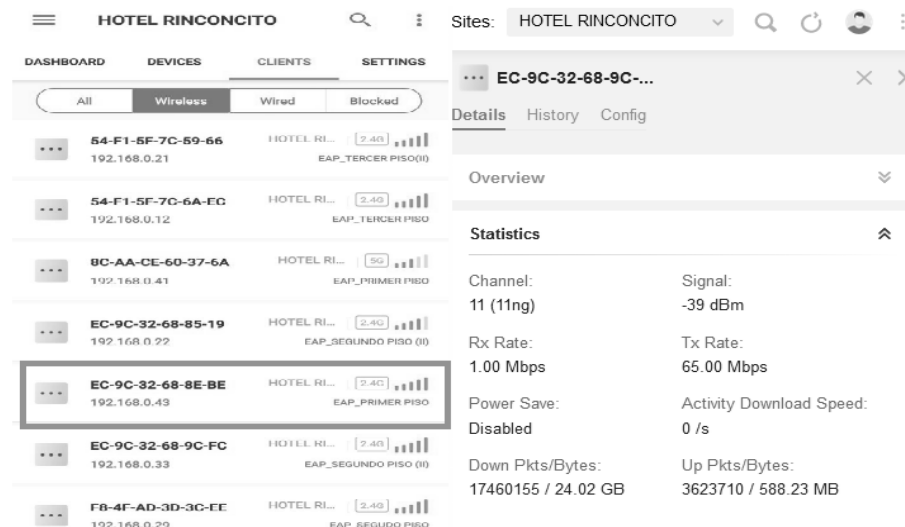 HOTEL RINCONCITO
DASHBOARD DEVICES CLIENTS SETTINGS
All Wireless Wired Blocked
54-F1-5F-7C-59-66 HOTEL RI... 2.4G
192.168.0.21 EAP_TERCER PISO(II)
54-F1-5F-7C-6A-EC HOTEL RI... 2.4G
192.168.0.12 EAP_TERCER PISO
8C-AA-CE-60-37-6A HOTEL RI... 5G
192.168.0.41 EAP_PRIMER PISO
EC-9C-32-68-85-19 HOTEL RI... 2.4G
192.168.0.22 EAP_SEGUNDO PISO (II)
EC-9C-32-68-8E-BE HOTEL RI... 2.4G
192.168.0.43 EAP_PRIMER PISO
EC-9C-32-68-9C-FC HOTEL RI... 2.4G
192.168.0.33 EAP_SEGUNDO PISO (II)
F8-4F-AD-3D-3C-EE HOTEL RI... 2.4G
192.168.0.29 EAP_SEGUDO PISO
Sites: HOTEL RINCONCITO
EC-9C-32-68-9C-...
Details History Config
Overview
Statistics
Channel: Signal:
11 (11ng) -39 dBm
Rx Rate: Tx Rate:
1.00 Mbps 65.00 Mbps
Power Save: Activity Download Speed:
Disabled 0 /s
Down Pkts/Bytes: Up Pkts/Bytes:
17460155 / 24.02 GB 3623710 / 588.23 MB